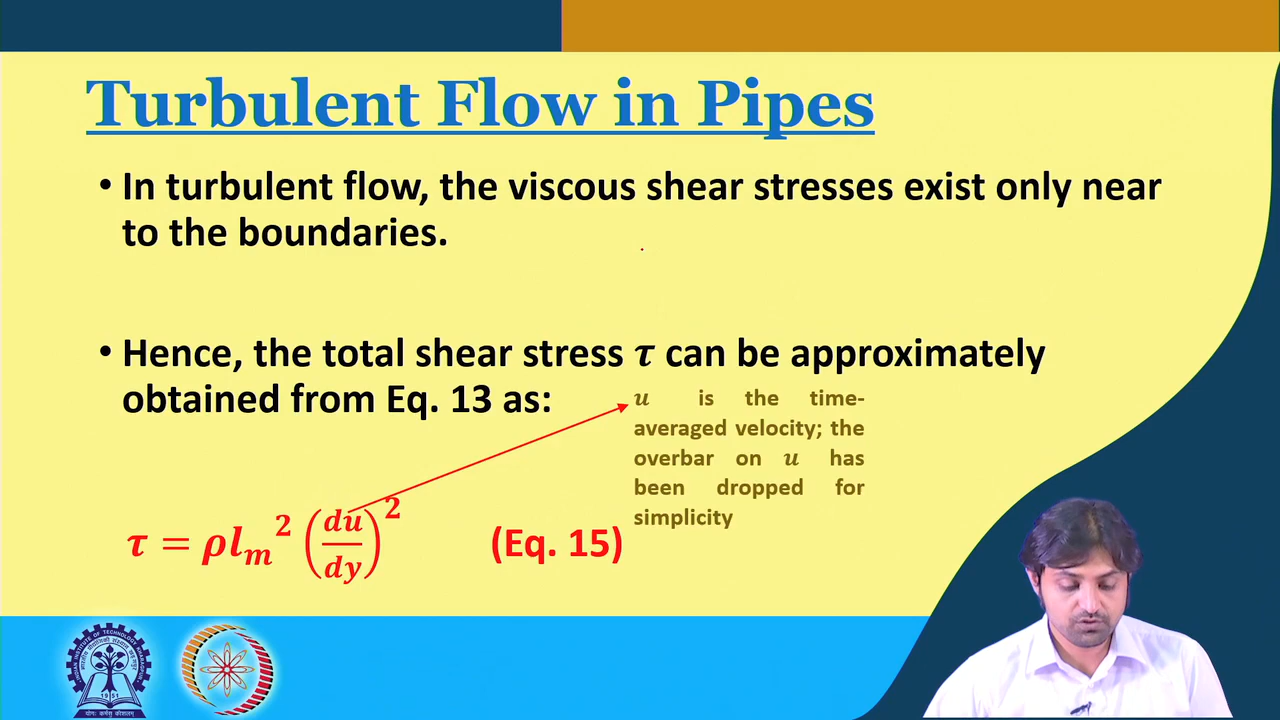 Turbulent Flow in Pipes
• In turbulent flow, the viscous shear stresses exist only near
to the boundaries.
• Hence, the total shear stress τ can be approximately
obtained from Eq. 13 as:
u is the time-
averaged velocity; the
overbar on u has
been dropped for
simplicity
τ = ρl_m² (du/dy)² (Eq. 15)
1951